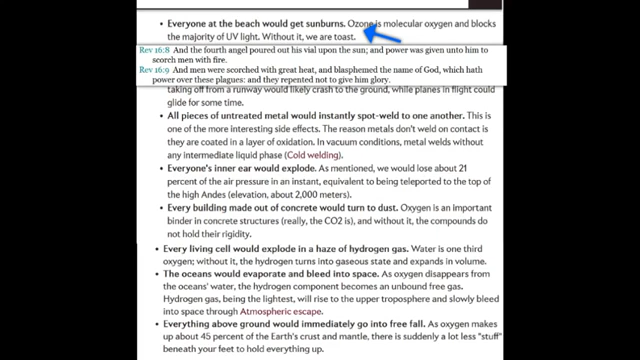 • Everyone at the beach would get sunburns. Ozone is molecular oxygen and blocks
the majority of UV light. Without it, we are toast.
Rev 16:8 And the fourth angel poured out his vial upon the sun; and power was given unto him to
scorch men with fire.
Rev 16:9 And men were scorched with great heat, and blasphemed the name of God, which hath
power over these plagues: and they repented not to give him glory.
taking off from a runway would likely crash to the ground, while planes in flight could
glide for some time.
• All pieces of untreated metal would instantly spot-weld to one another. This is
one of the more interesting side effects. The reason metals don't weld on contact is
they are coated in a layer of oxidation. In vacuum conditions, metal welds without
any intermediate liquid phase (Cold welding).
• Everyone's inner ear would explode. As mentioned, we would lose about 21
percent of the air pressure in an instant, equivalent to being teleported to the top of
the high Andes (elevation, about 2,000 meters).
• Every building made out of concrete would turn to dust. Oxygen is an important
binder in concrete structures (really, the CO2 is), and without it, the compounds do
not hold their rigidity.
• Every living cell would explode in a haze of hydrogen gas. Water is one third
oxygen; without it, the hydrogen turns into gaseous state and expands in volume.
• The oceans would evaporate and bleed into space. As oxygen disappears from
the oceans' water, the hydrogen component becomes an unbound free gas.
Hydrogen gas, being the lightest, will rise to the upper troposphere and slowly bleed
into space through Atmospheric escape.
• Everything above ground would immediately go into free fall. As oxygen makes
up about 45 percent of the Earth's crust and mantle, there is suddenly a lot less "stuff"
beneath your feet to hold everything up.